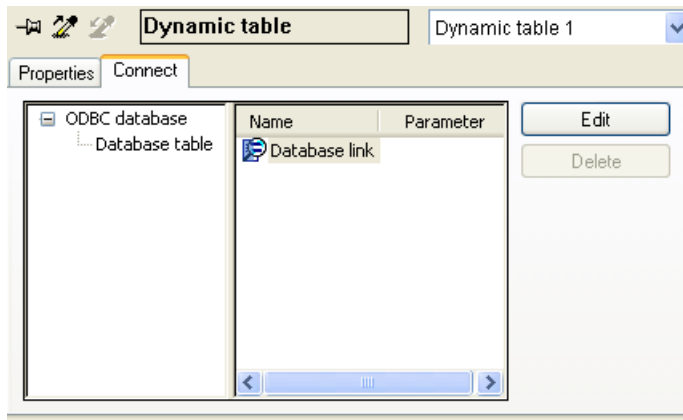 Dynamic table Dynamic table 1
Properties Connect
ODBC database Name Parameter Edit
Database table Database link Delete